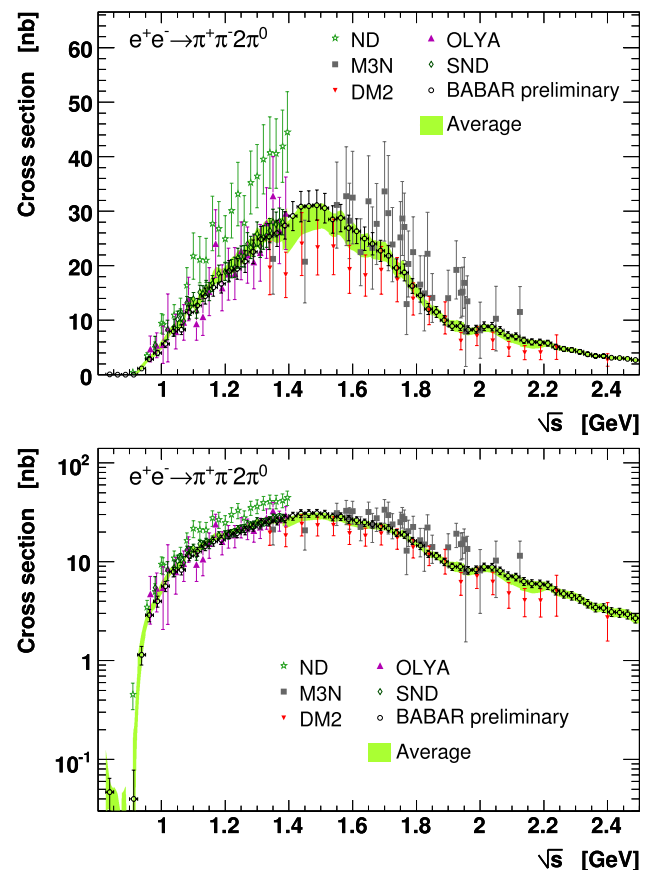 e⁺e⁻→π⁺π⁻2π⁰
ND
OLYA
M3N
SND
DM2
BABAR preliminary
Average
Cross section [nb]
60
50
40
30
20
10
0
1
1.2
1.4
1.6
1.8
2
2.2
2.4
√s [GeV]
e⁺e⁻→π⁺π⁻2π⁰
ND
OLYA
M3N
SND
DM2
BABAR preliminary
Average
Cross section [nb]
10²
10
1
10⁻¹
1
1.2
1.4
1.6
1.8
2
2.2
2.4
√s [GeV]